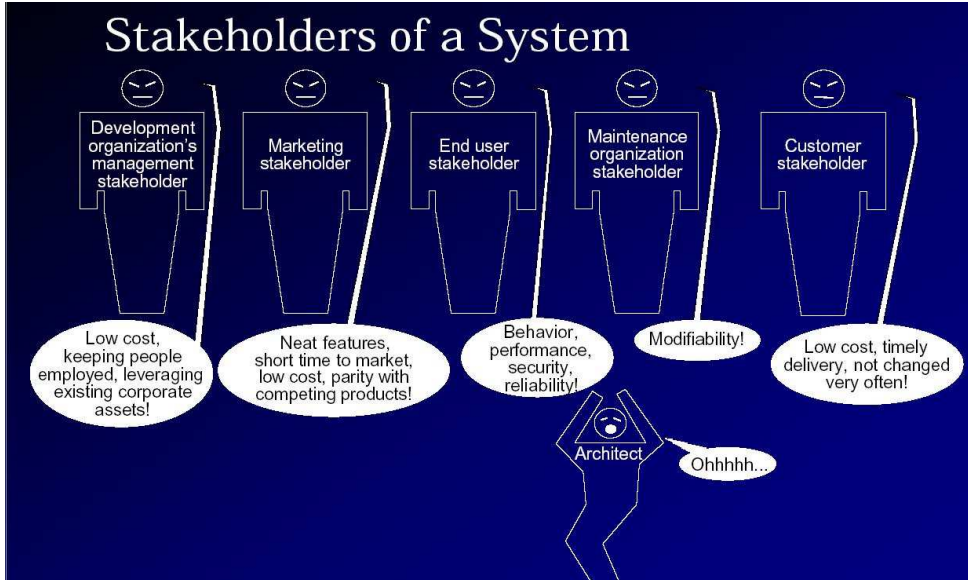 Stakeholders of a System
Development
organization's
management
stakeholder
Marketing
stakeholder
End user
stakeholder
Maintenance
organization
stakeholder
Customer
stakeholder
Low cost,
keeping people
employed, leveraging
existing corporate
assets!
Neat features,
short time to market,
low cost, parity with
competing products!
Behavior,
performance,
security,
reliability!
Modifiability!
Low cost, timely
delivery, not changed
very often!
Architect
Ohhhhh...